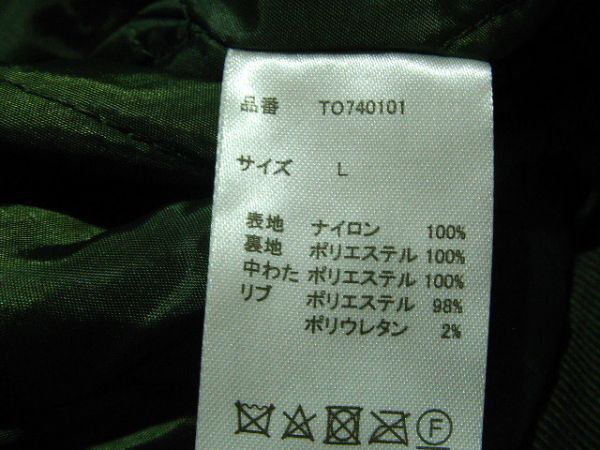 品番 TO740101
サイズ L
表地 ナイロン 100%
裏地 ポリエステル 100%
中わた ポリエステル 100%
リブ ポリエステル 98%
ポリウレタン 2%
F